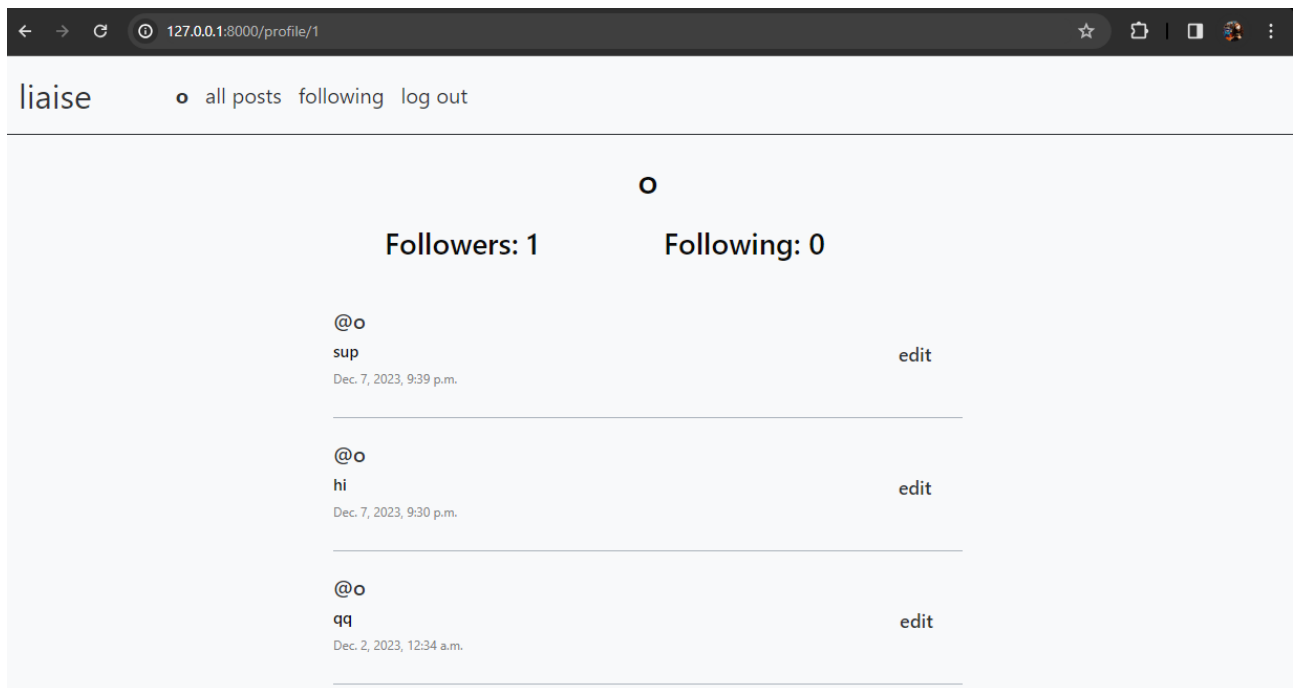 127.0.0.1:8000/profile/1
liaise o all posts following log out
o
Followers: 1 Following: 0
@o
sup
edit
Dec. 7, 2023, 9:39 p.m.
@o
hi
edit
Dec. 7, 2023, 9:30 p.m.
@o
qq
edit
Dec. 2, 2023, 12:34 a.m.